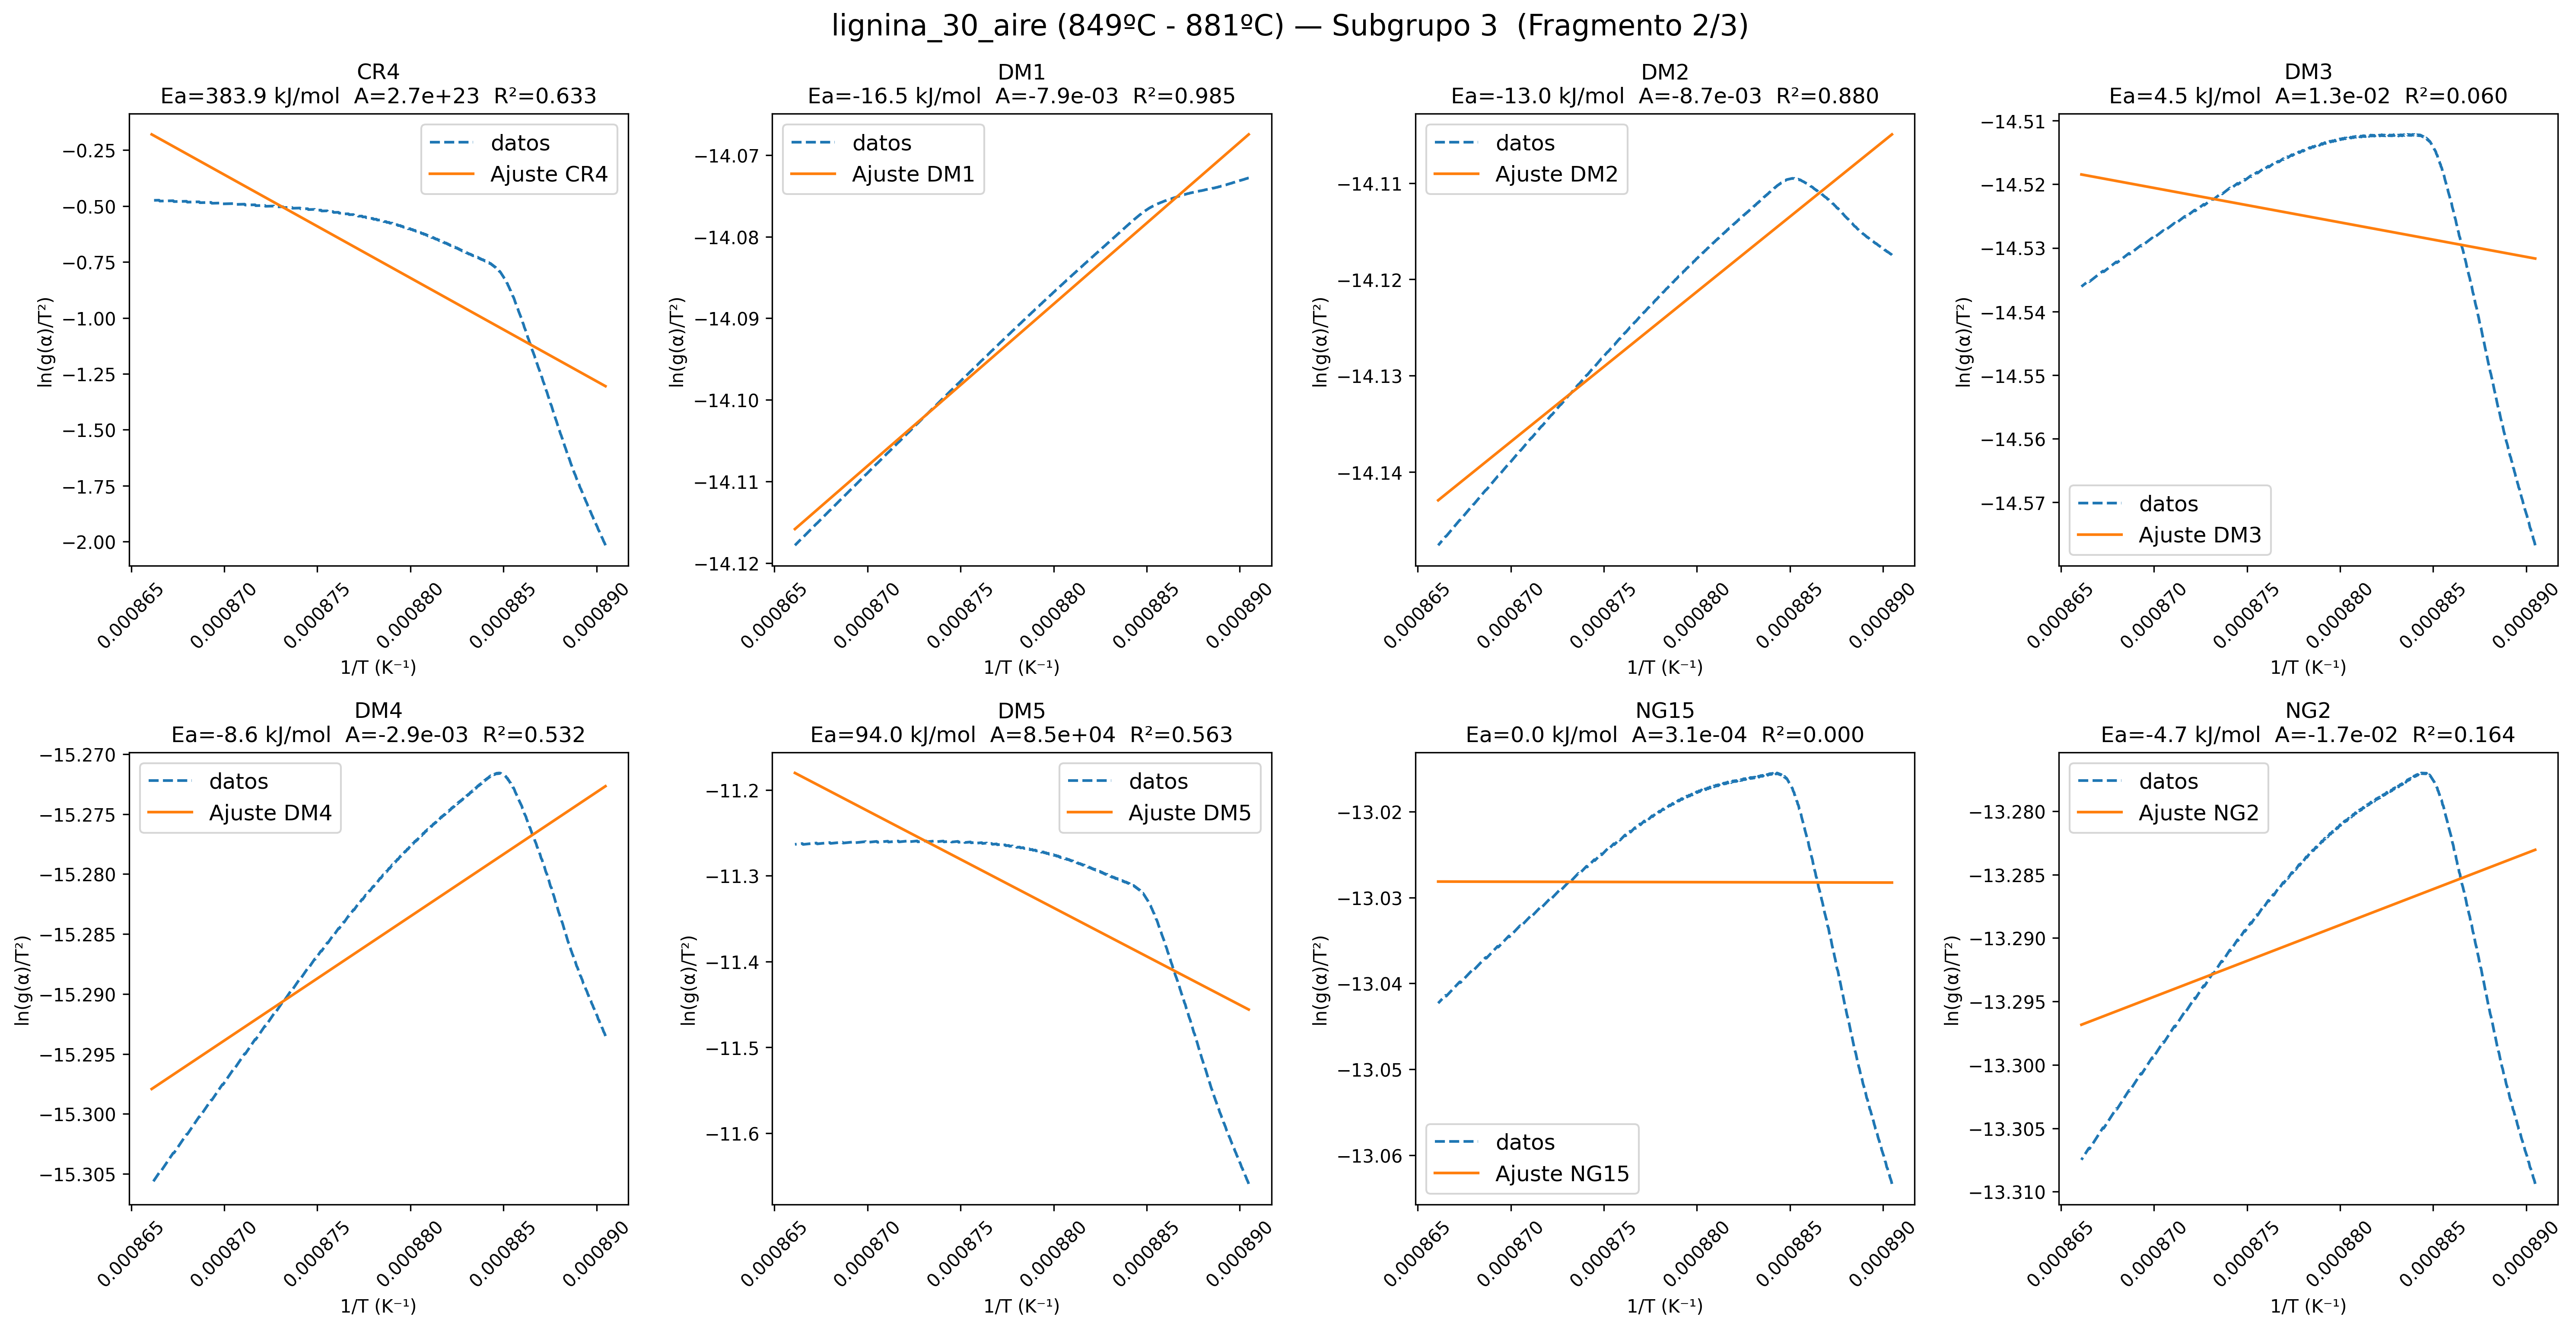 lignina_30_aire (849ºC - 881ºC) — Subgrupo 3  (Fragmento 2/3)
CR4
Ea=383.9 kJ/mol  A=2.7e+23  R²=0.633
datos
Ajuste CR4
ln(g(α)/T²)
−0.25
−0.50
−0.75
−1.00
−1.25
−1.50
−1.75
−2.00
0.000865
0.000870
0.000875
0.000880
0.000885
0.000890
1/T (K⁻¹)
DM1
Ea=-16.5 kJ/mol  A=-7.9e-03  R²=0.985
datos
Ajuste DM1
ln(g(α)/T²)
−14.07
−14.08
−14.09
−14.10
−14.11
−14.12
0.000865
0.000870
0.000875
0.000880
0.000885
0.000890
1/T (K⁻¹)
DM2
Ea=-13.0 kJ/mol  A=-8.7e-03  R²=0.880
datos
Ajuste DM2
ln(g(α)/T²)
−14.11
−14.12
−14.13
−14.14
0.000865
0.000870
0.000875
0.000880
0.000885
0.000890
1/T (K⁻¹)
DM3
Ea=4.5 kJ/mol  A=1.3e-02  R²=0.060
datos
Ajuste DM3
ln(g(α)/T²)
−14.51
−14.52
−14.53
−14.54
−14.55
−14.56
−14.57
0.000865
0.000870
0.000875
0.000880
0.000885
0.000890
1/T (K⁻¹)
DM4
Ea=-8.6 kJ/mol  A=-2.9e-03  R²=0.532
datos
Ajuste DM4
ln(g(α)/T²)
−15.270
−15.275
−15.280
−15.285
−15.290
−15.295
−15.300
−15.305
0.000865
0.000870
0.000875
0.000880
0.000885
0.000890
1/T (K⁻¹)
DM5
Ea=94.0 kJ/mol  A=8.5e+04  R²=0.563
datos
Ajuste DM5
ln(g(α)/T²)
−11.2
−11.3
−11.4
−11.5
−11.6
0.000865
0.000870
0.000875
0.000880
0.000885
0.000890
1/T (K⁻¹)
NG15
Ea=0.0 kJ/mol  A=3.1e-04  R²=0.000
datos
Ajuste NG15
ln(g(α)/T²)
−13.02
−13.03
−13.04
−13.05
−13.06
0.000865
0.000870
0.000875
0.000880
0.000885
0.000890
1/T (K⁻¹)
NG2
Ea=-4.7 kJ/mol  A=-1.7e-02  R²=0.164
datos
Ajuste NG2
ln(g(α)/T²)
−13.280
−13.285
−13.290
−13.295
−13.300
−13.305
−13.310
0.000865
0.000870
0.000875
0.000880
0.000885
0.000890
1/T (K⁻¹)